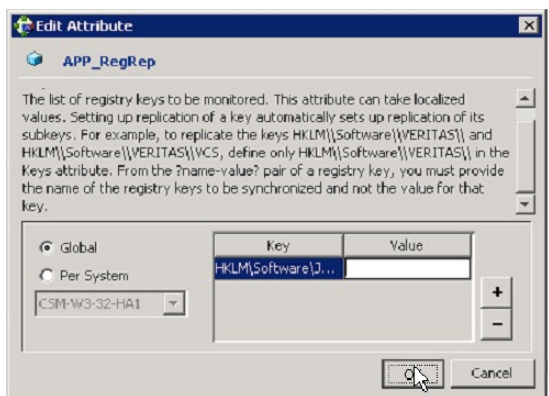 Edit Attribute
APP_RegRep
The list of registry keys to be monitored. This attribute can take localized
values. Setting up replication of a key automatically sets up replication of its
subkeys. For example, to replicate the keys HKLM\\Software\\VERITAS\\ and
HKLM\\Software\\VERITAS\\VCS, define only HKLM\\Software\\VERITAS\\ in the
Keys attribute. From the ?name-value? pair of a registry key, you must provide
the name of the registry keys to be synchronized and not the value for that
key.
Global
Per System
CSM-W3-32-HA1
Key Value
HKLM\Software\J...
+
−
Cancel